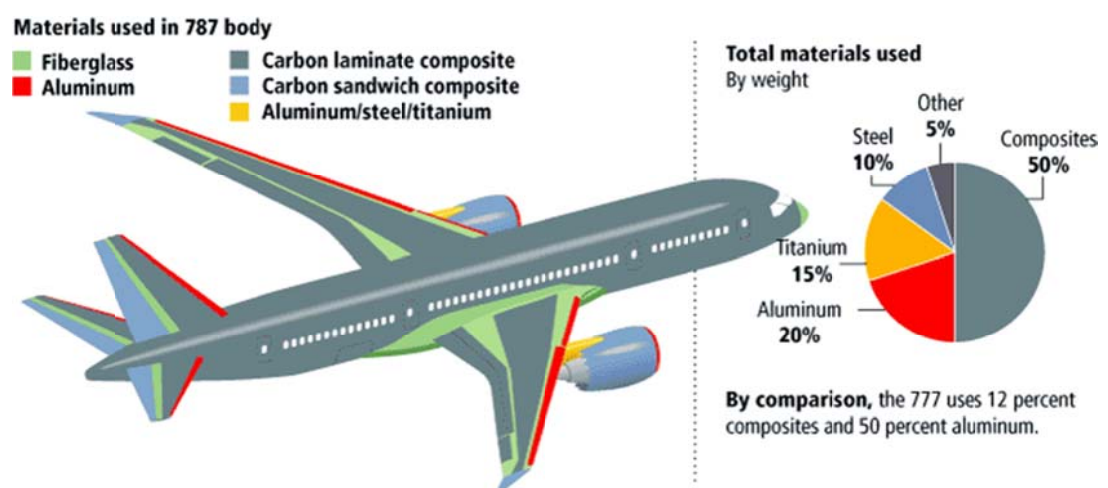 Materials used in 787 body
Fiberglass
Aluminum
Carbon laminate composite
Carbon sandwich composite
Aluminum/steel/titanium
Total materials used
By weight
Other
5%
Steel
10%
Composites
50%
Titanium
15%
Aluminum
20%
By comparison, the 777 uses 12 percent
composites and 50 percent aluminum.